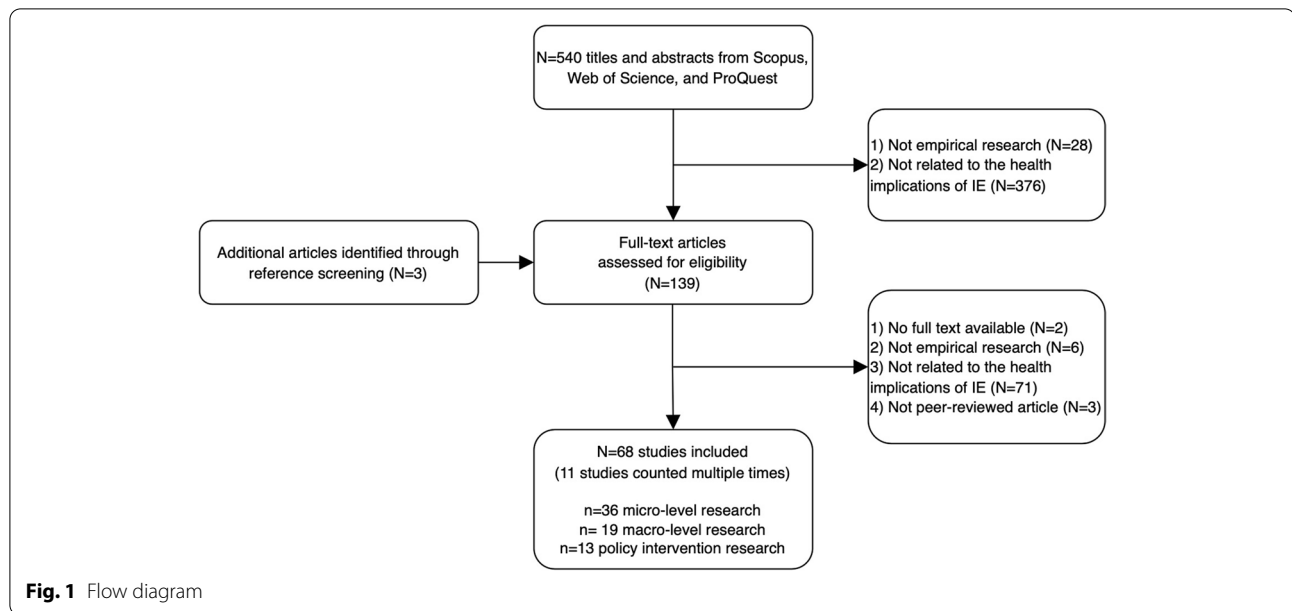 N=540 titles and abstracts from Scopus,
Web of Science, and ProQuest
1) Not empirical research (N=28)
2) Not related to the health
implications of IE (N=376)
Additional articles identified through
reference screening (N=3)
Full-text articles
assessed for eligibility
(N=139)
1) No full text available (N=2)
2) Not empirical research (N=6)
3) Not related to the health
implications of IE (N=71)
4) Not peer-reviewed article (N=3)
N=68 studies included
(11 studies counted multiple times)
n=36 micro-level research
n= 19 macro-level research
n=13 policy intervention research
Fig. 1 Flow diagram